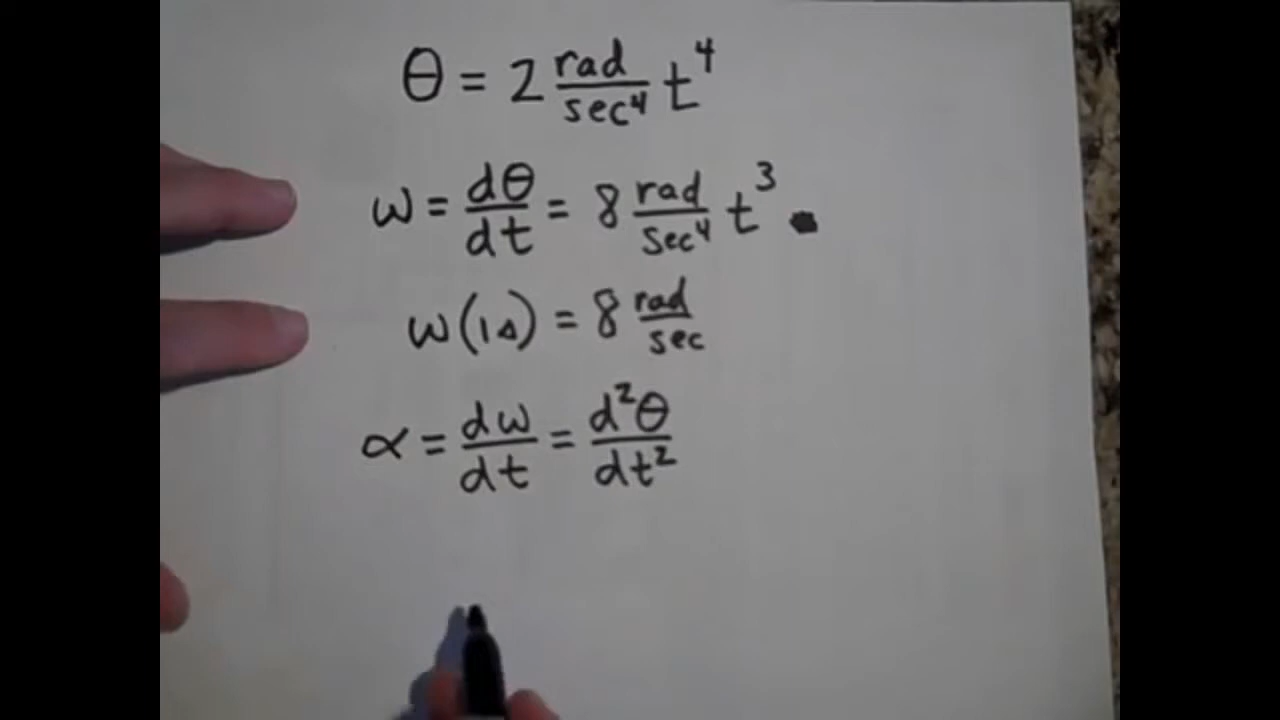 θ = 2 rad/sec⁴ t⁴
ω = dθ/dt = 8 rad/sec⁴ t³
ω(1s) = 8 rad/sec
α = dω/dt = d²θ/dt²